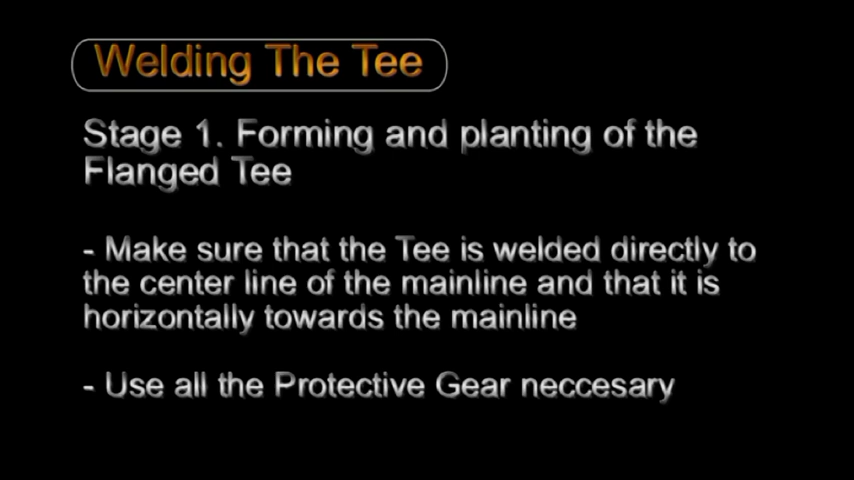 Welding The Tee
Stage 1. Forming and planting of the
Flanged Tee
- Make sure that the Tee is welded directly to
the center line of the mainline and that it is
horizontally towards the mainline
- Use all the Protective Gear neccesary